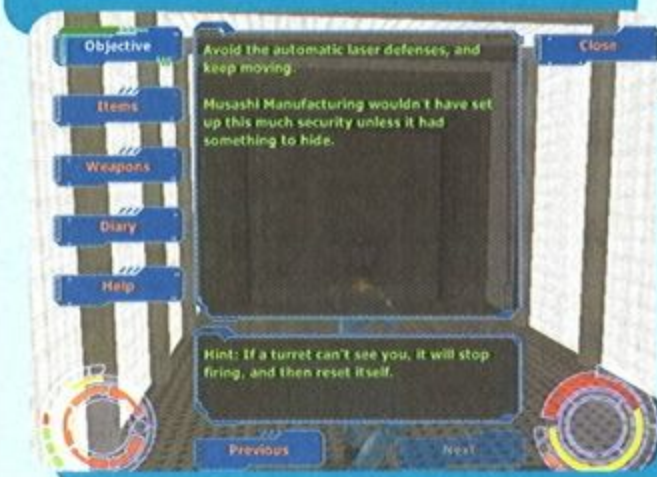 Objective
Items
Weapons
Diary
Help
Avoid the automatic laser defenses, and
keep moving.
Musashi Manufacturing wouldn't have set
up this much security unless it had
something to hide.
Hint: If a turret can't see you, it will stop
firing, and then reset itself.
Previous
Next
Close